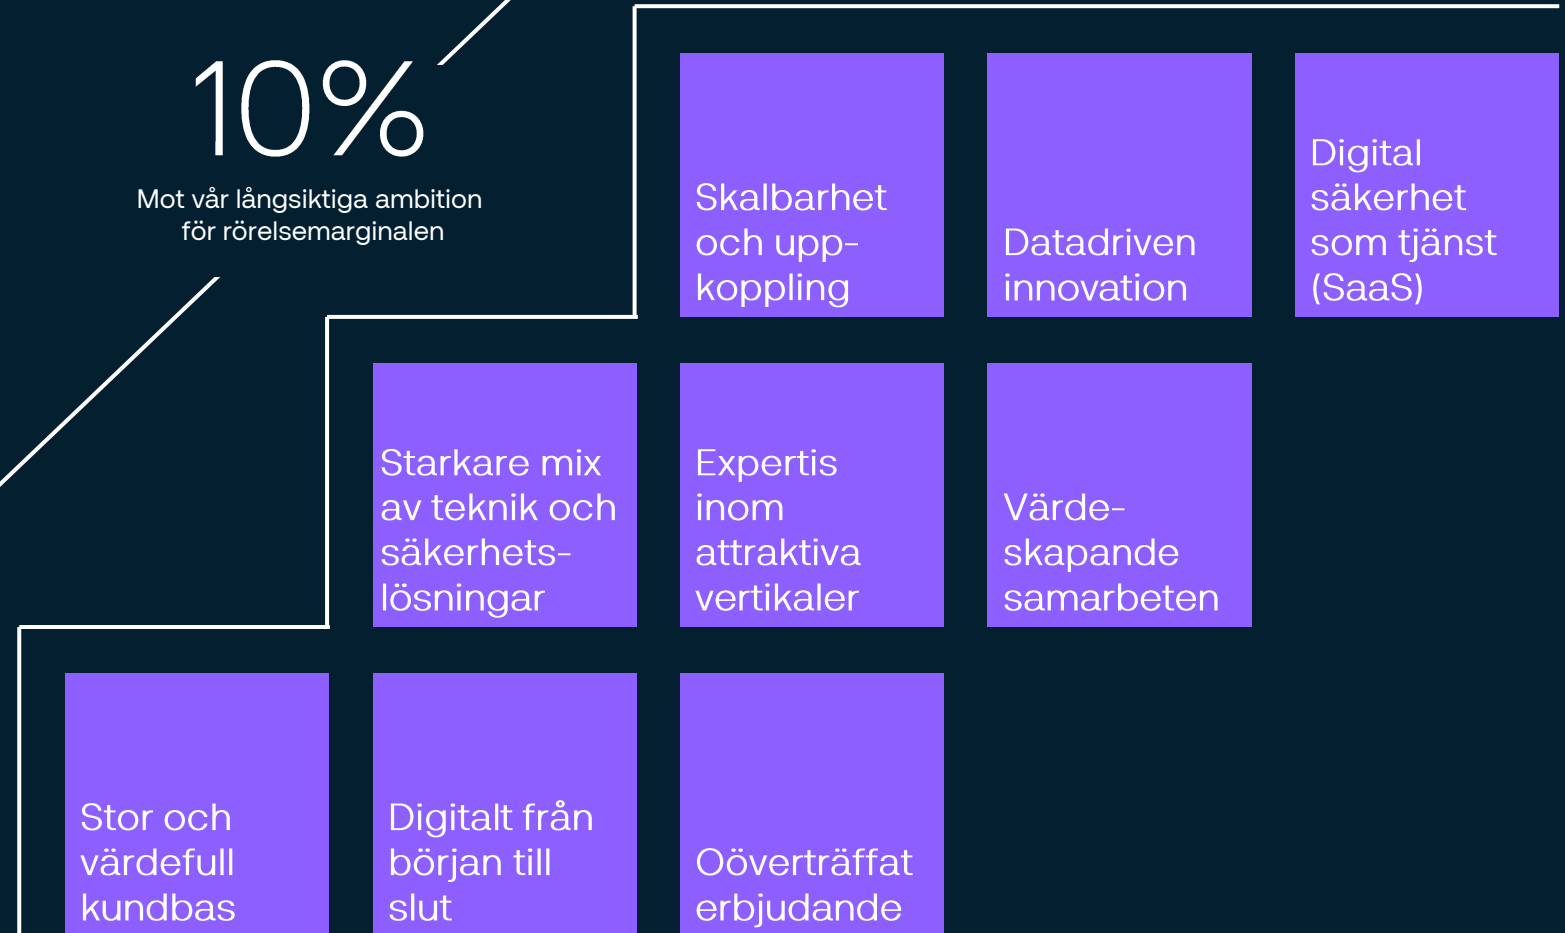 10%
Mot vår långsiktiga ambition
för rörelsemarginalen
Skalbarhet
och upp-
koppling
Datadriven
innovation
Digital
säkerhet
som tjänst
(SaaS)
Starkare mix
av teknik och
säkerhets-
lösningar
Expertis
inom
attraktiva
vertikaler
Värde-
skapande
samarbeten
Stor och
värdefull
kundbas
Digitalt från
början till
slut
Oöverträffat
erbjudande